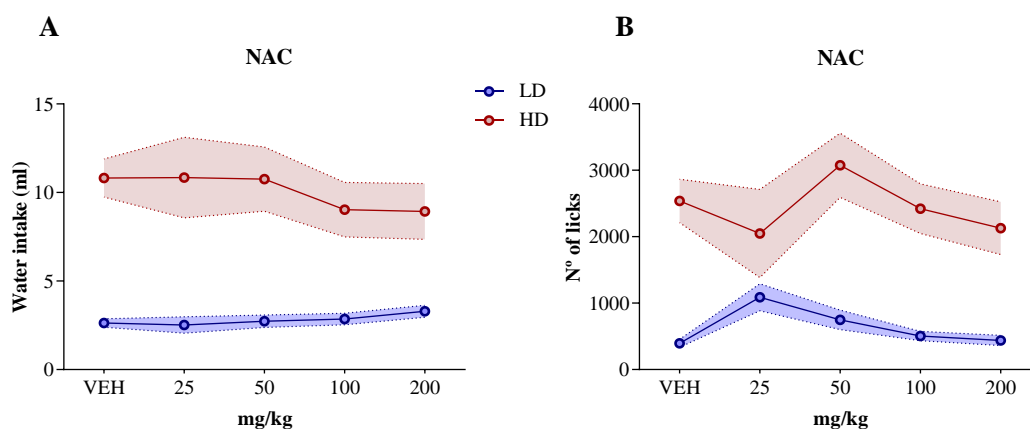 A
NAC
Water intake (ml)
15
10
5
0
VEH 25 50 100 200
mg/kg
LD
HD
B
NAC
Nº of licks
4000
3000
2000
1000
0
VEH 25 50 100 200
mg/kg